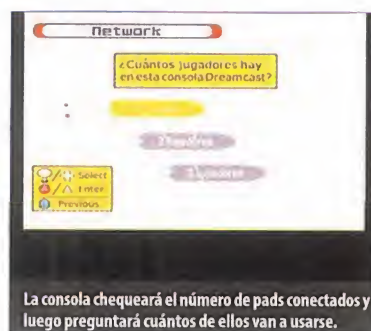 Network
¿Cuántos jugadores hay
en esta consola Dreamcast?
Select
Enter
Previous
La consola chequeará el número de pads conectados y
luego preguntará cuántos de ellos van a usarse.